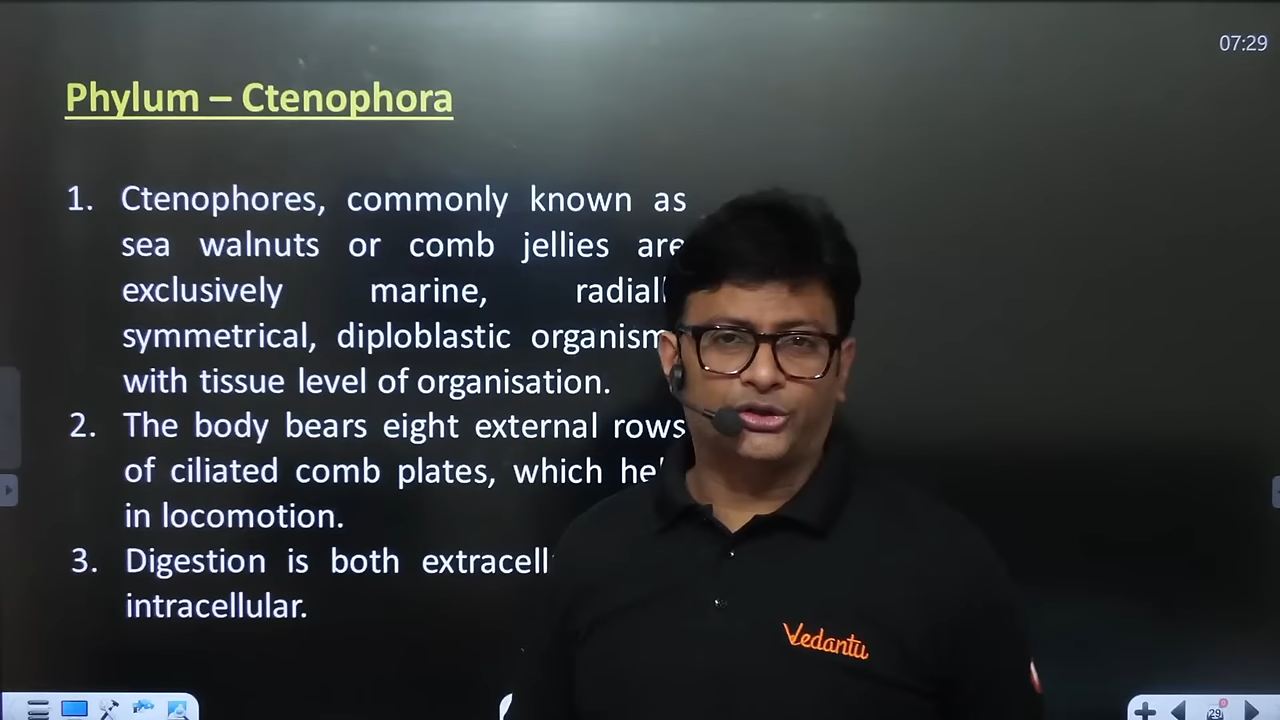 07:29
Phylum – Ctenophora
1. Ctenophores, commonly known as
sea walnuts or comb jellies are
exclusively marine,
symmetrical, diploblastic
with tissue level of organisation.
2. The body bears eight external rows
of ciliated comb plates, which
in locomotion.
3. Digestion is both
intracellular.
Vedantu
29